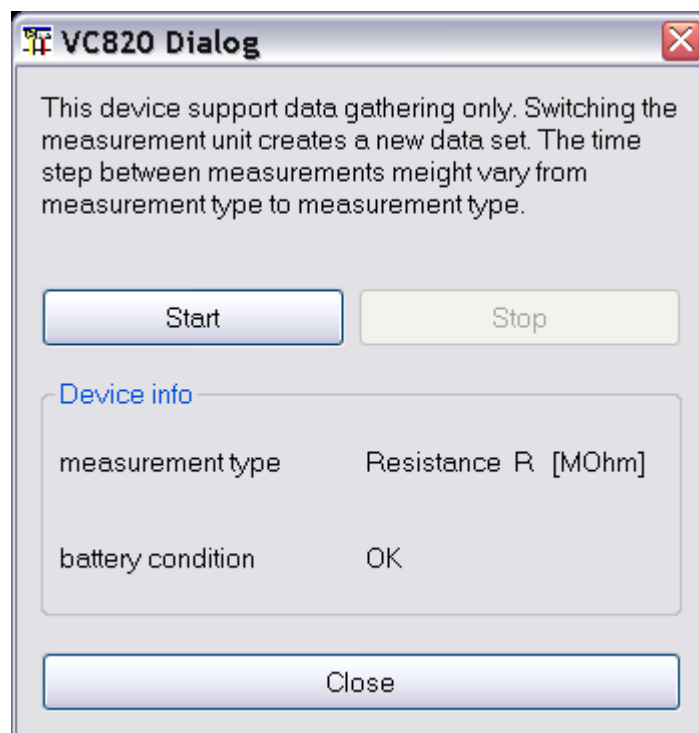 VC820 Dialog
This device support data gathering only. Switching the
measurement unit creates a new data set. The time
step between measurements meight vary from
measurement type to measurement type.
Start Stop
Device info
measurement type Resistance R [MOhm]
battery condition OK
Close